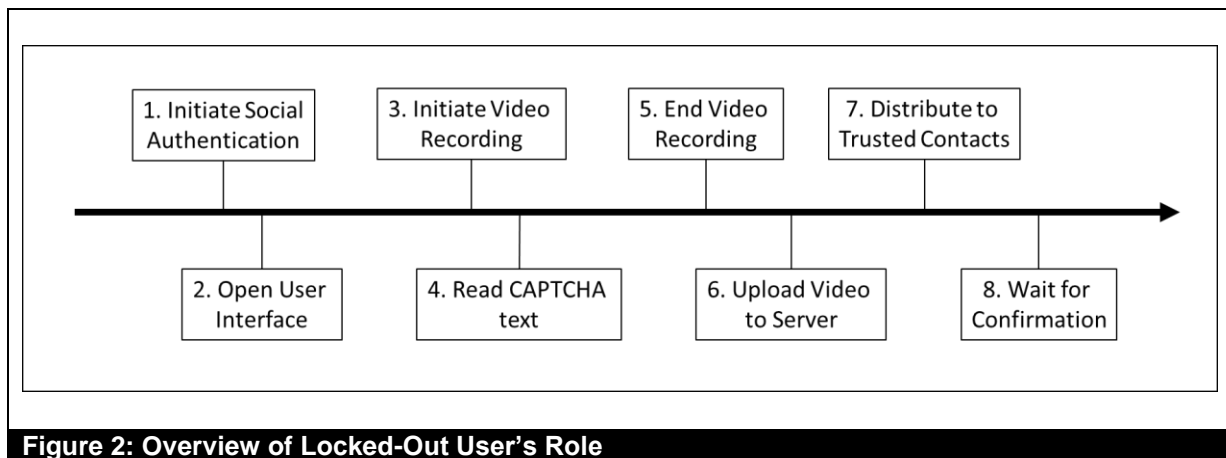 1. Initiate Social
Authentication
3. Initiate Video
Recording
5. End Video
Recording
7. Distribute to
Trusted Contacts
2. Open User
Interface
4. Read CAPTCHA
text
6. Upload Video
to Server
8. Wait for
Confirmation
Figure 2: Overview of Locked-Out User’s Role